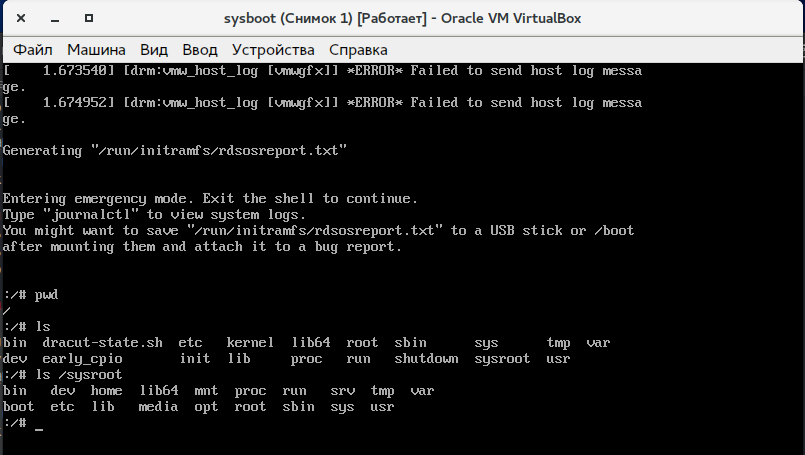 sysboot (Снимок 1) [Работает] - Oracle VM VirtualBox
Файл Машина Вид Ввод Устройства Справка
[    1.673540] [drm:vmw_host_log [vmwgfx]] *ERROR* Failed to send host log messa
ge.
[    1.674952] [drm:vmw_host_log [vmwgfx]] *ERROR* Failed to send host log messa
ge.
Generating "/run/initramfs/rdsosreport.txt"
Entering emergency mode. Exit the shell to continue.
Type "journalctl" to view system logs.
You might want to save "/run/initramfs/rdsosreport.txt" to a USB stick or /boot
after mounting them and attach it to a bug report.
:/# pwd
/
:/# ls
bin  dracut-state.sh  etc   kernel  lib64  root  sbin      sys      tmp  var
dev  early_cpio       init  lib     proc   run   shutdown  sysroot  usr
:/# ls /sysroot
bin   dev  home  lib64  mnt  proc  run   srv  tmp  var
boot  etc  lib   media  opt  root  sbin  sys  usr
:/# _